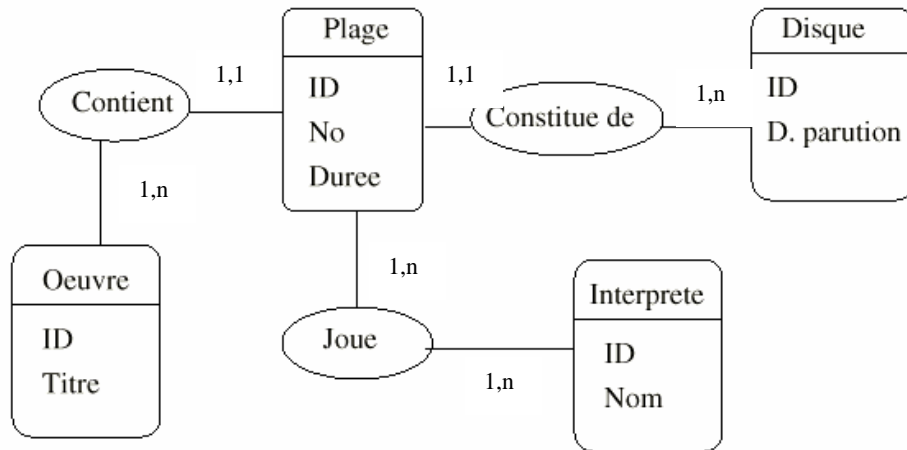 Plage
ID
No
Duree
1,1
Contient
1,n
Oeuvre
ID
Titre
1,1
Constitue de
1,n
Disque
ID
D. parution
1,n
Joue
1,n
Interprete
ID
Nom